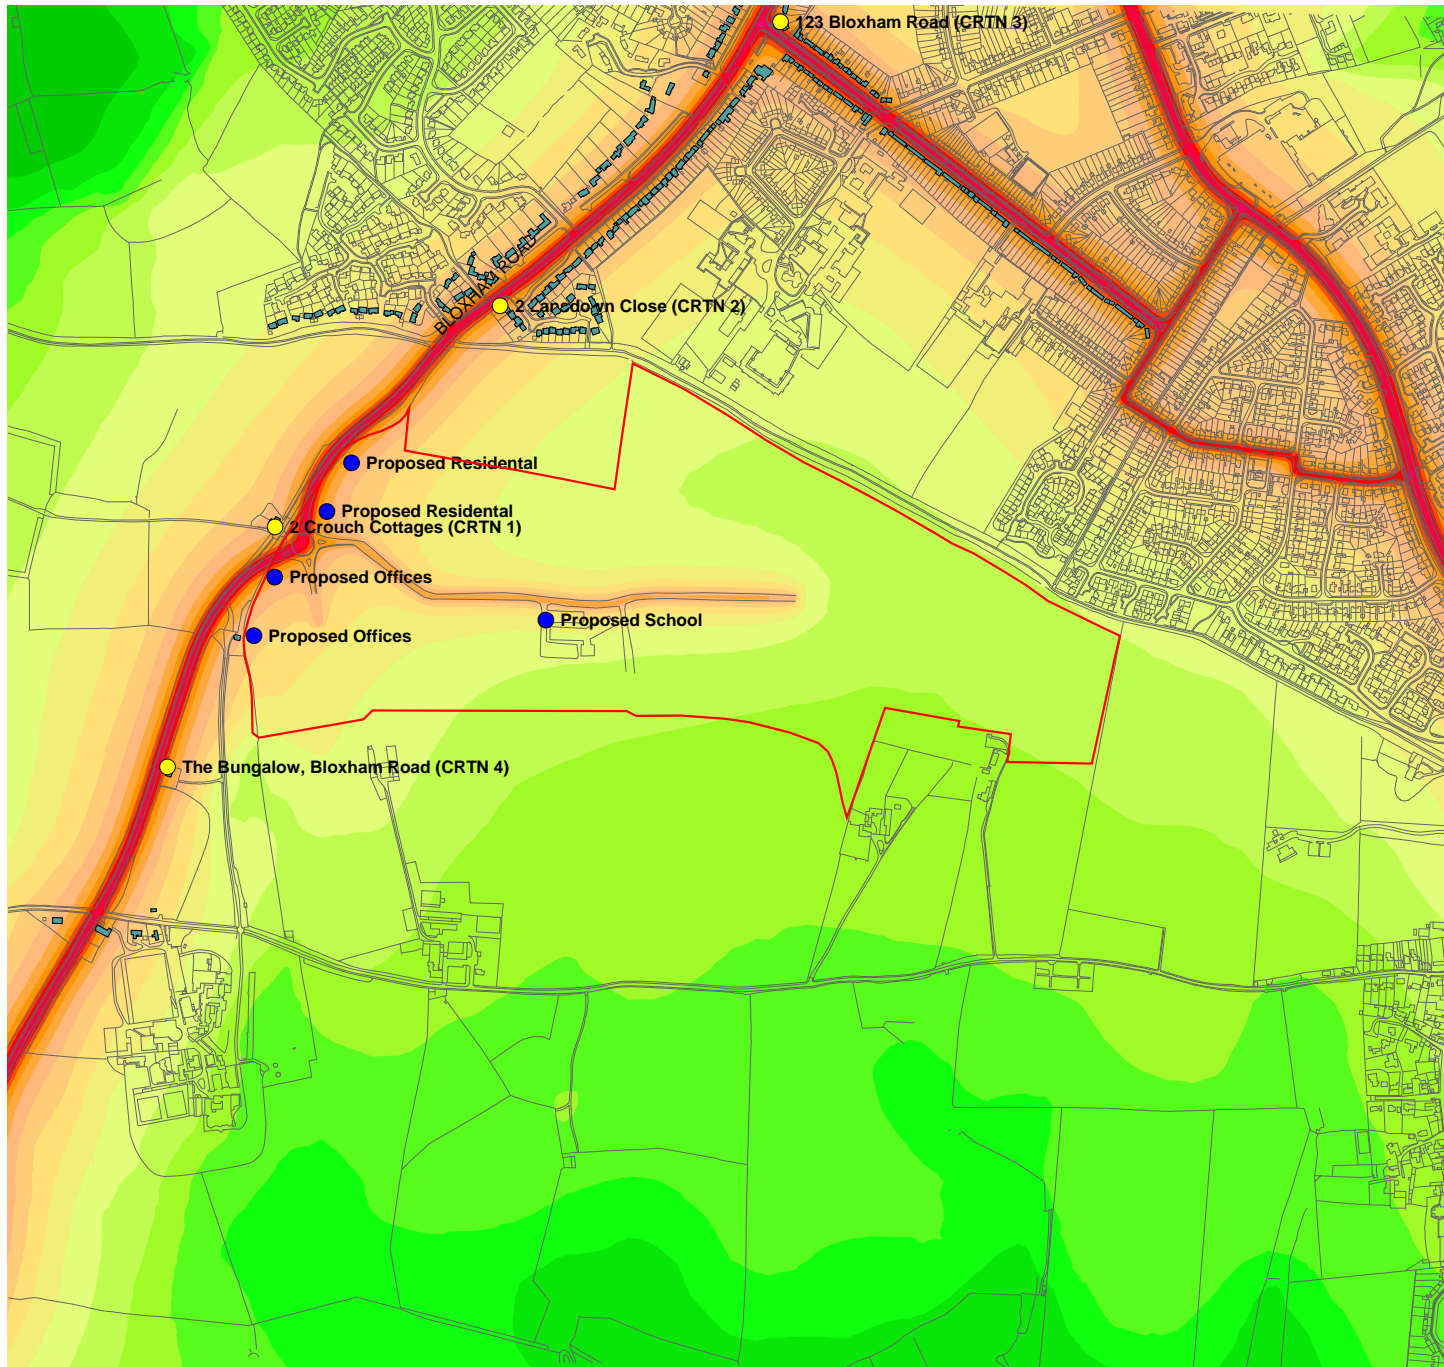 123 Bloxham Road (CRTN 3)
BLOXHAM ROAD
2 Lansdown Close (CRTN 2)
Proposed Residental
Proposed Residental
2 Crouch Cottages (CRTN 1)
Proposed Offices
Proposed School
Proposed Offices
The Bungalow, Bloxham Road (CRTN 4)